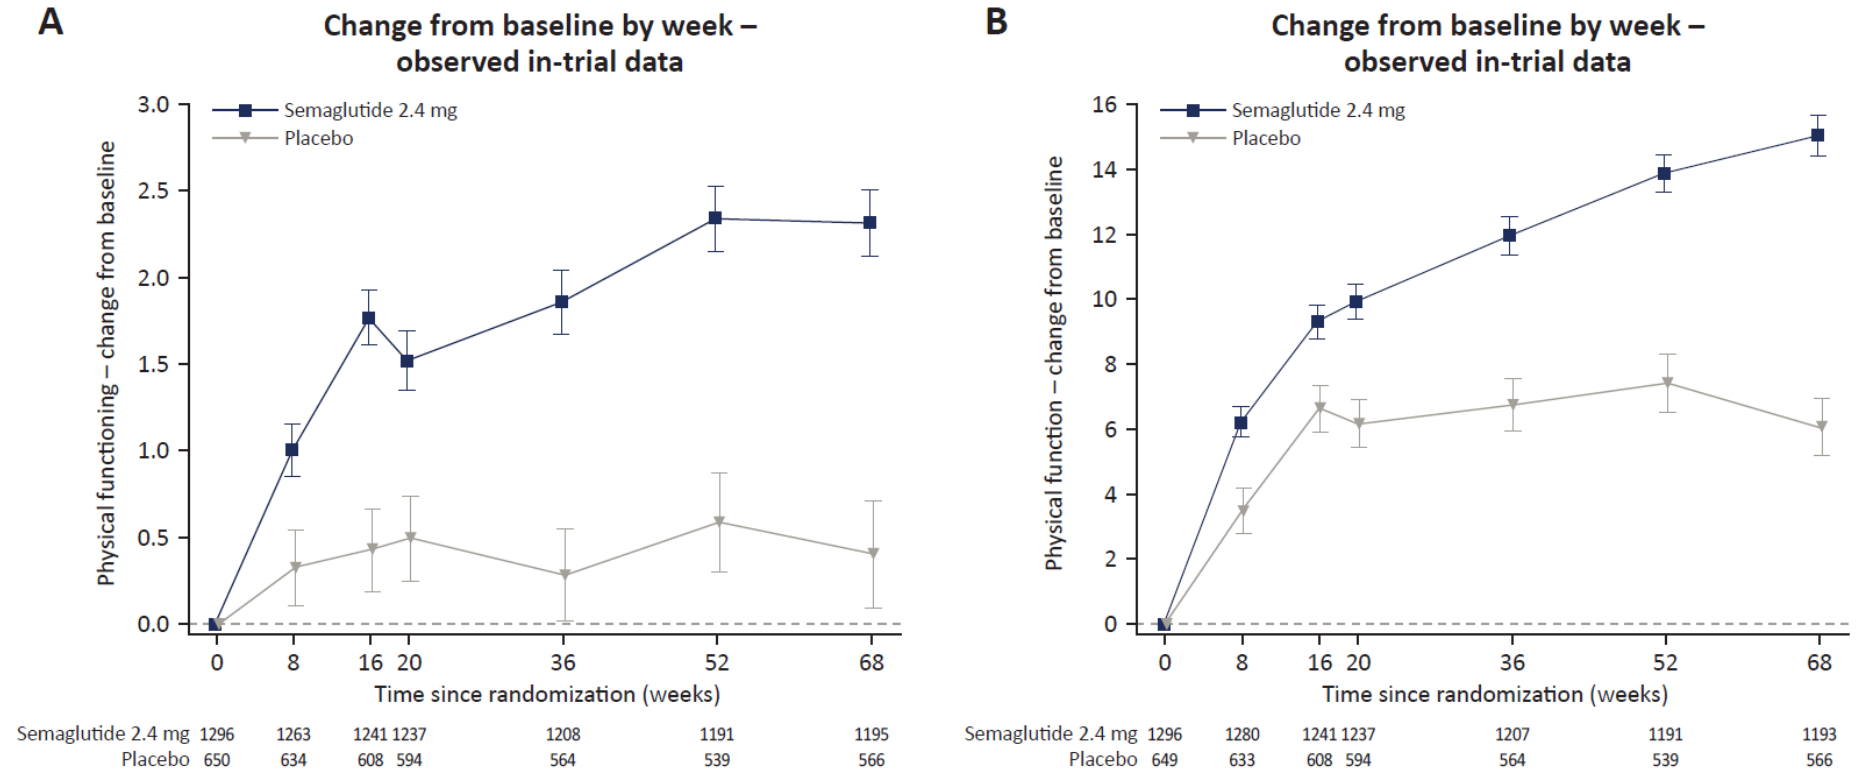 A
Change from baseline by week –
observed in-trial data
Semaglutide 2.4 mg
Placebo
Physical functioning – change from baseline
3.0
2.5
2.0
1.5
1.0
0.5
0.0
0 8 16 20 36 52 68
Time since randomization (weeks)
Semaglutide 2.4 mg 1296 1263 1241 1237 1208 1191 1195
Placebo 650 634 608 594 564 539 566
B
Change from baseline by week –
observed in-trial data
Semaglutide 2.4 mg
Placebo
Physical function – change from baseline
16
14
12
10
8
6
4
2
0
0 8 16 20 36 52 68
Time since randomization (weeks)
Semaglutide 2.4 mg 1296 1280 1241 1237 1207 1191 1193
Placebo 649 633 608 594 564 539 566